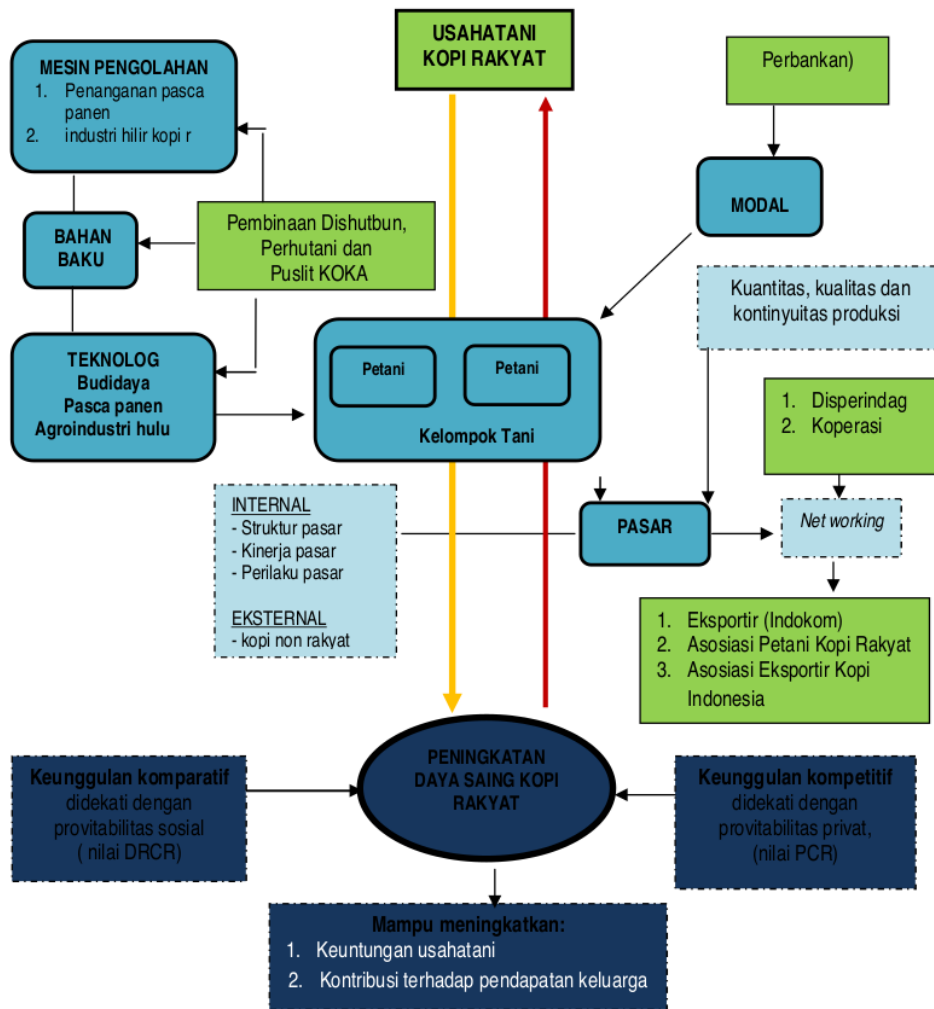 USAHATANI
KOPI RAKYAT
MESIN PENGOLAHAN
1. Penanganan pasca
panen
2. industri hilir kopi r
Perbankan)
MODAL
BAHAN
BAKU
Pembinaan Dishutbun,
Perhutani dan
Puslit KOKA
Kuantitas, kualitas dan
kontinyuitas produksi
TEKNOLOG
Budidaya
Pasca panen
Agroindustri hulu
Petani
Petani
Kelompok Tani
1. Disperindag
2. Koperasi
INTERNAL
- Struktur pasar
- Kinerja pasar
- Perilaku pasar
EKSTERNAL
- kopi non rakyat
PASAR
Net working
1. Eksportir (Indokom)
2. Asosiasi Petani Kopi Rakyat
3. Asosiasi Eksportir Kopi
Indonesia
PENINGKATAN
DAYA SAING KOPI
RAKYAT
Keunggulan komparatif
didekati dengan
provitabilitas sosial
( nilai DRCR)
Keunggulan kompetitif
didekati dengan
provitabilitas privat,
(nilai PCR)
Mampu meningkatkan:
1. Keuntungan usahatani
2. Kontribusi terhadap pendapatan keluarga